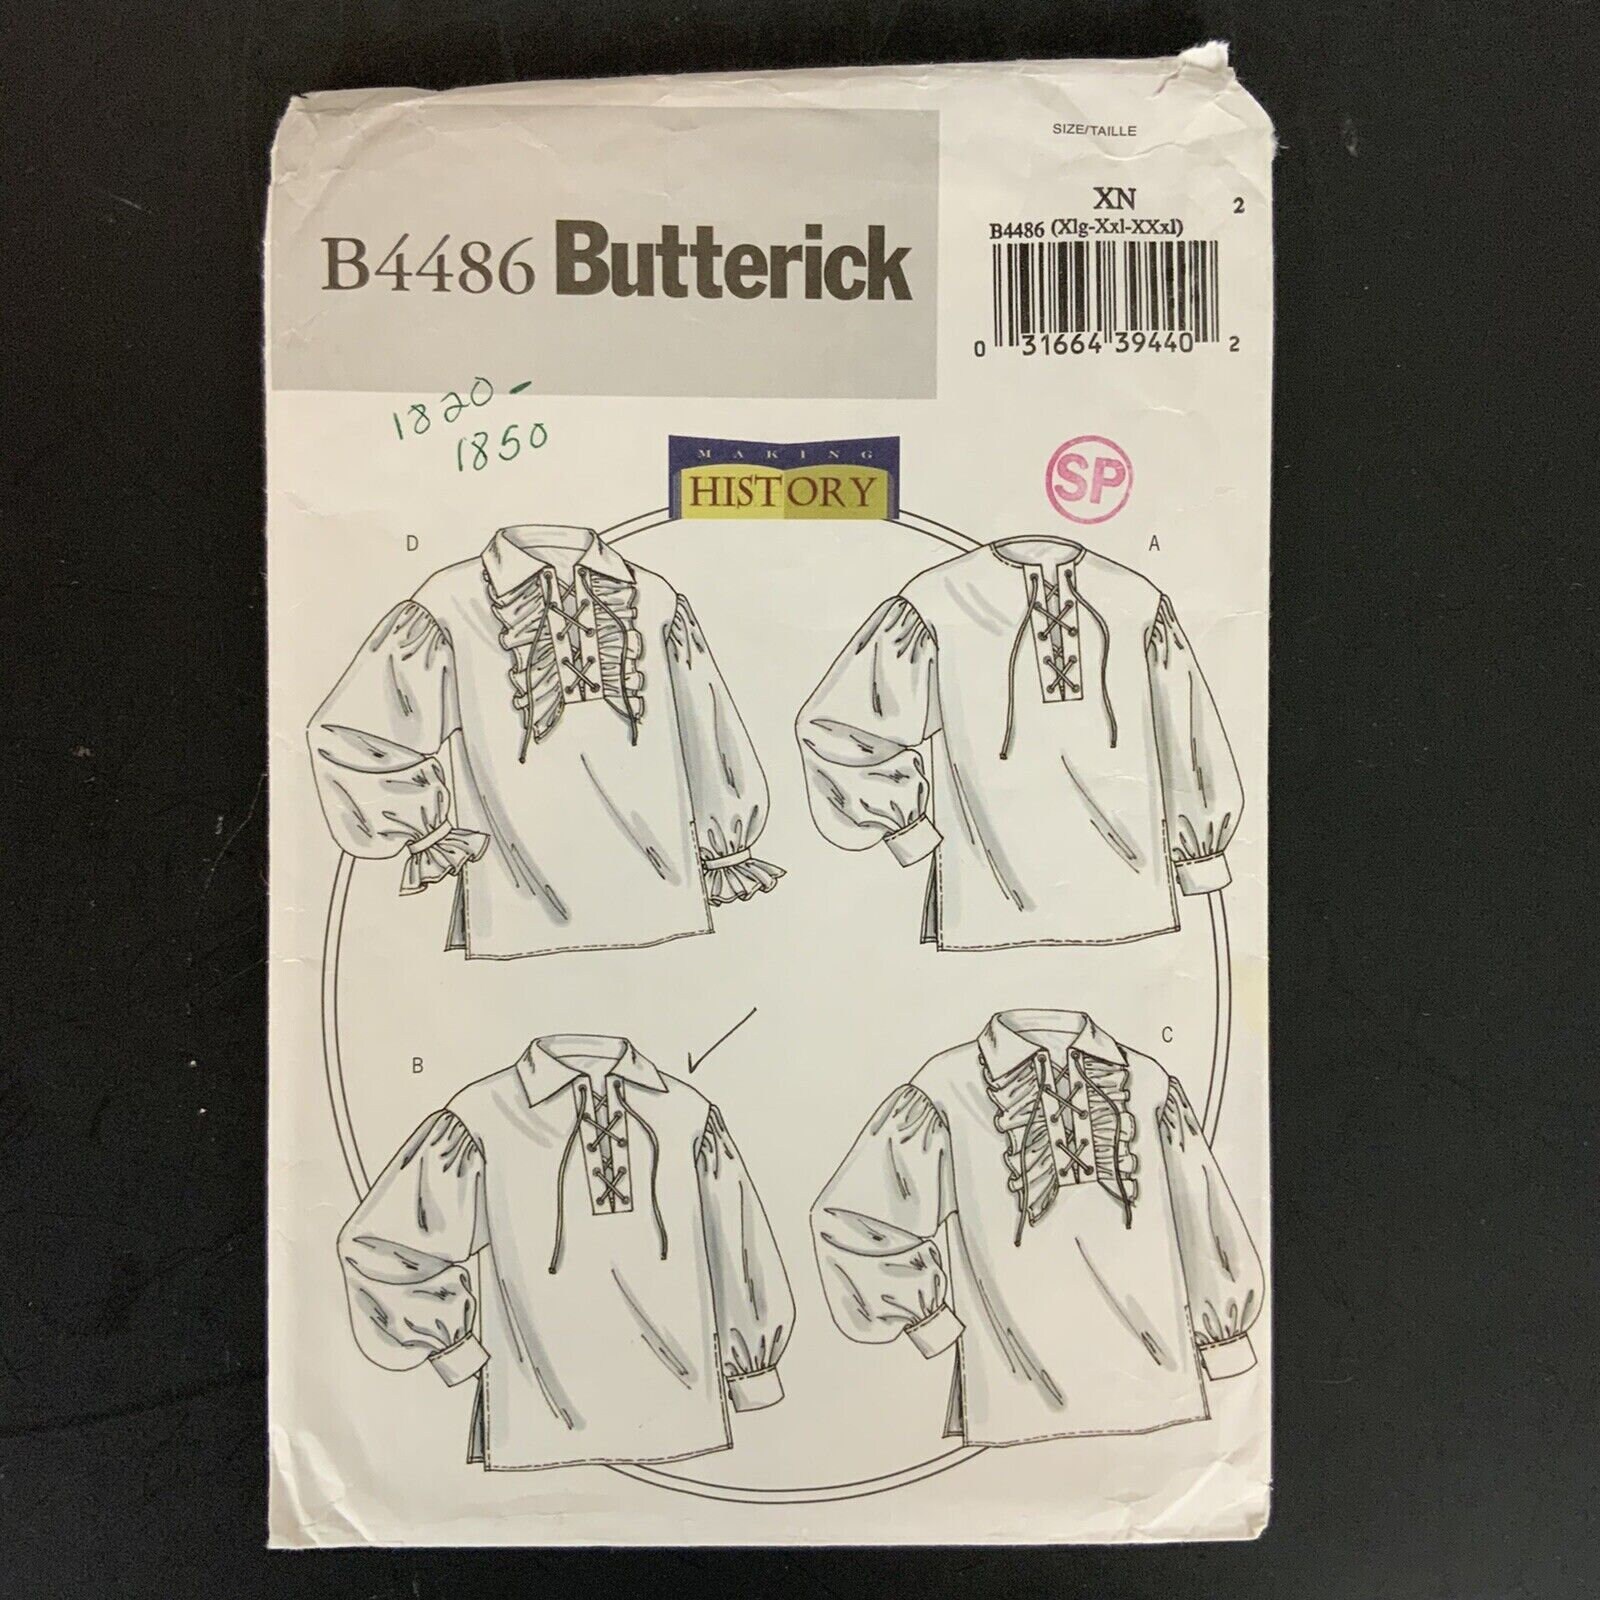 SIZE/TAILLE
XN 2
B4486 (Xlg-Xxl-XXxl)
B4486 Butterick
0 31664 39440 2
1820-
1850
MAKING
HISTORY
SP
D
A
B
C